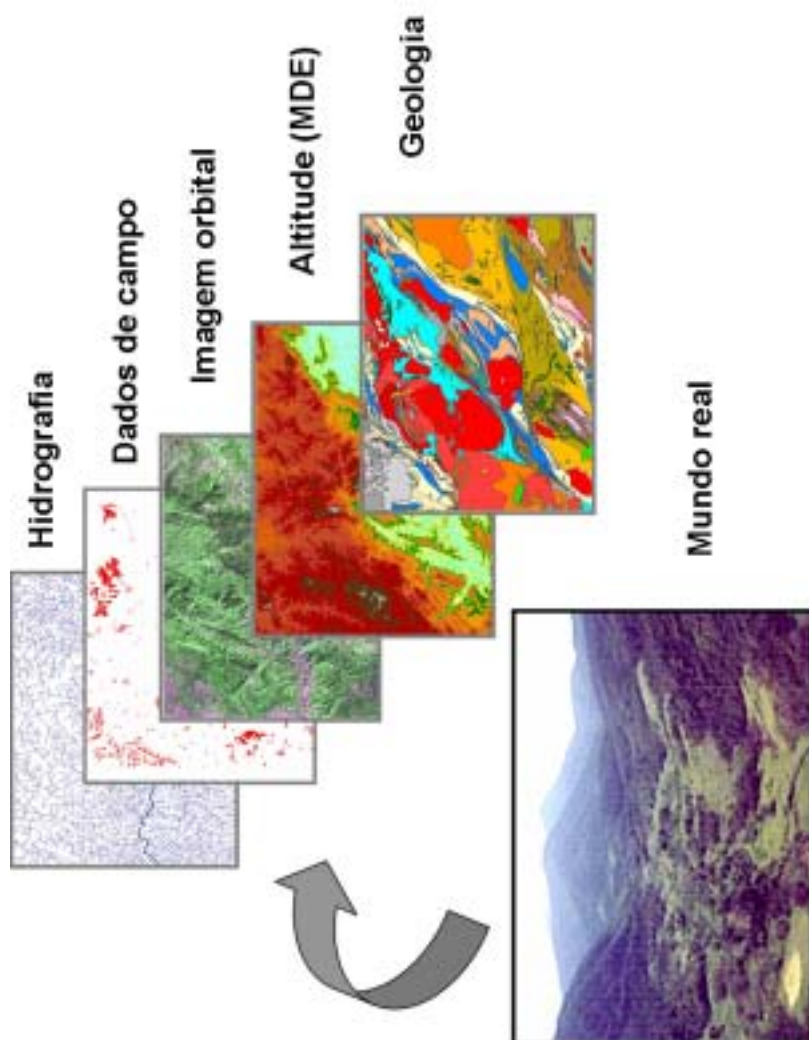 Hidrografia
Dados de campo
Imagem orbital
Altitude (MDE)
Geologia
Mundo real